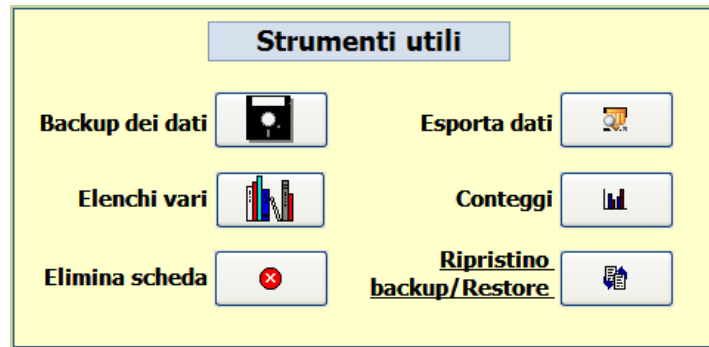 Strumenti utili
Backup dei dati
Esporta dati
Elenchi vari
Conteggi
Elimina scheda
Ripristino
backup/Restore